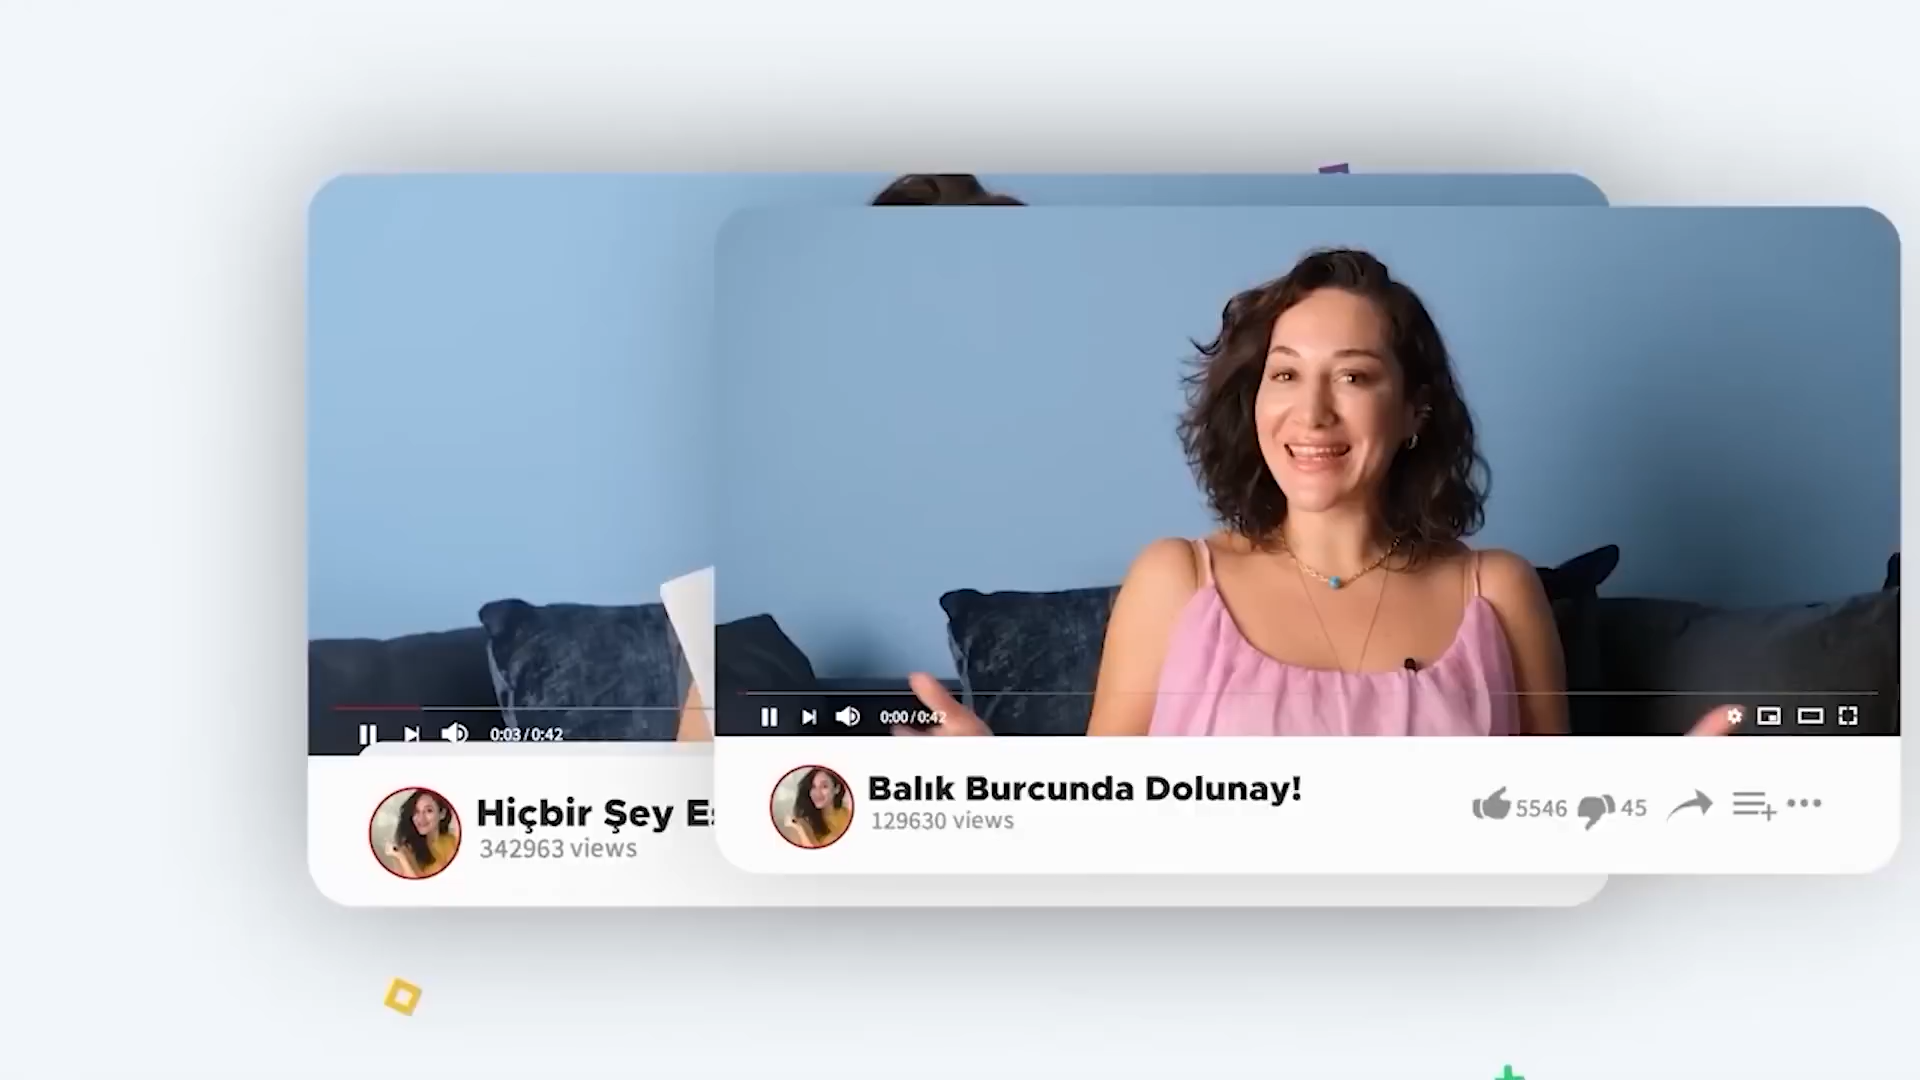 0:03 / 0:42
Hiçbir Şey
342963 views
0:00 / 0:42
Balık Burcunda Dolunay!
129630 views
5546
45